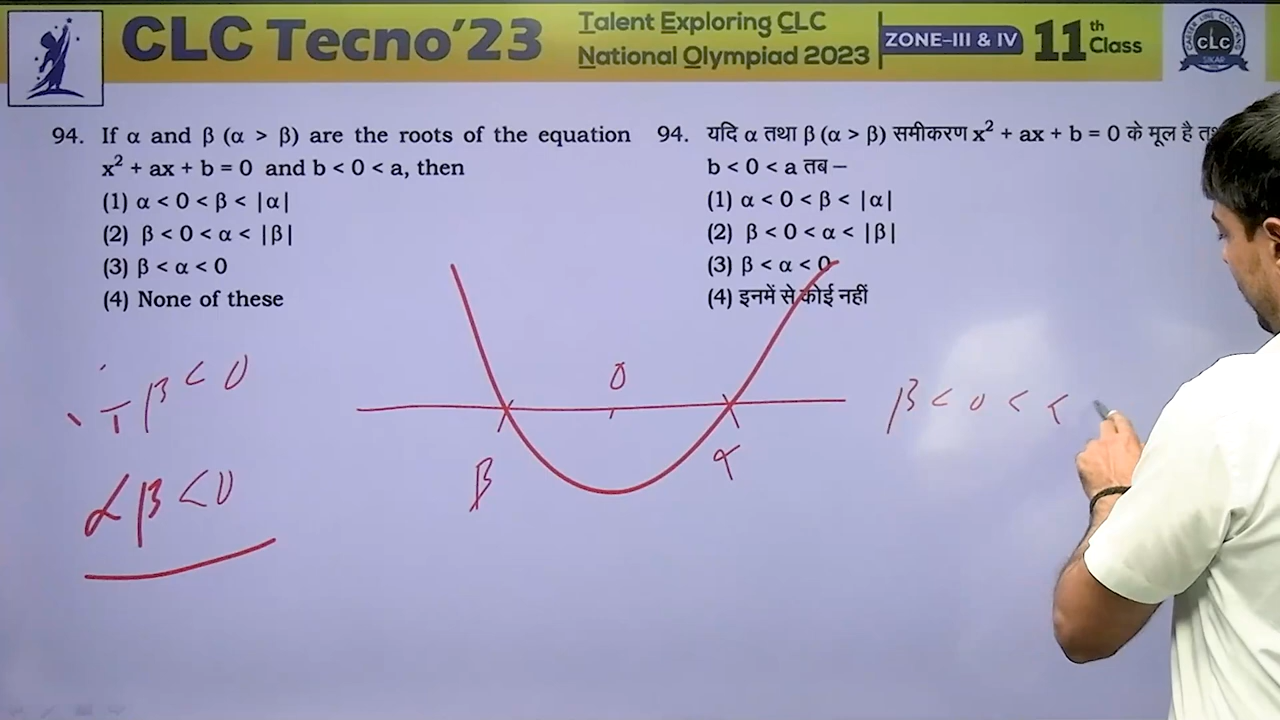 CLC Tecno'23
Talent Exploring CLC
National Olympiad 2023
ZONE–III & IV
11th Class
CLC
SIKAR
94. If α and β (α > β) are the roots of the equation
x² + ax + b = 0 and b < 0 < a, then
(1) α < 0 < β < |α|
(2) β < 0 < α < |β|
(3) β < α < 0
(4) None of these
94. यदि α तथा β (α > β) समीकरण x² + ax + b = 0 के मूल है
b < 0 < a तब –
(1) α < 0 < β < |α|
(2) β < 0 < α < |β|
(3) β < α < 0
(4) इनमें से कोई नहीं
β < 0
αβ < 0
0
β
α
β < 0 <